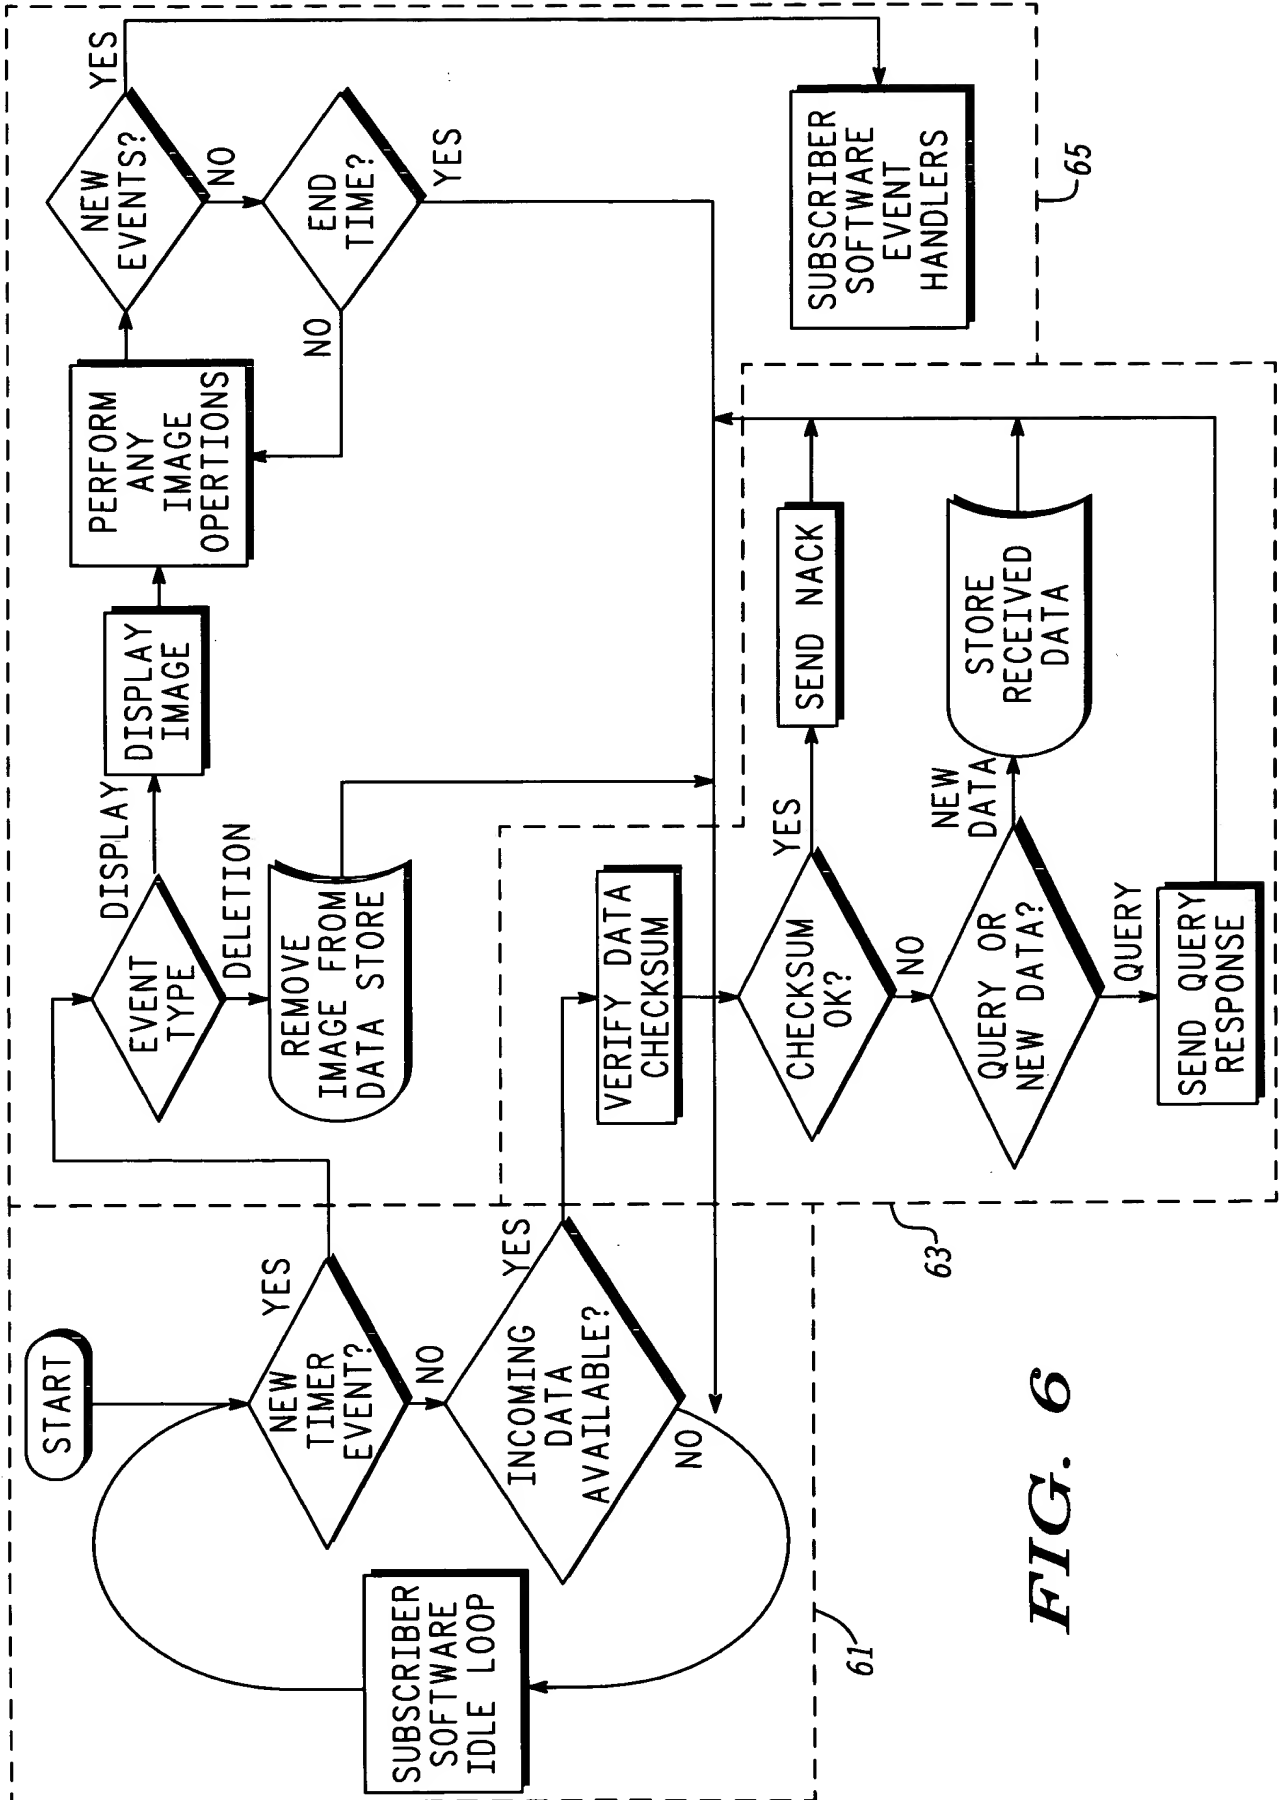 START
NEW
TIMER
EVENT?
YES
NO
INCOMING
DATA
AVAILABLE?
YES
NO
SUBSCRIBER
SOFTWARE
IDLE LOOP
61
EVENT
TYPE
DISPLAY
DELETION
REMOVE
IMAGE FROM
DATA STORE
DISPLAY
IMAGE
PERFORM
ANY
IMAGE
OPERTIONS
NEW
EVENTS?
YES
NO
END
TIME?
NO
YES
SUBSCRIBER
SOFTWARE
EVENT
HANDLERS
65
VERIFY DATA
CHECKSUM
CHECKSUM
OK?
YES
NO
SEND NACK
QUERY OR
NEW DATA?
NEW
DATA
QUERY
STORE
RECEIVED
DATA
SEND QUERY
RESPONSE
63
FIG. 6